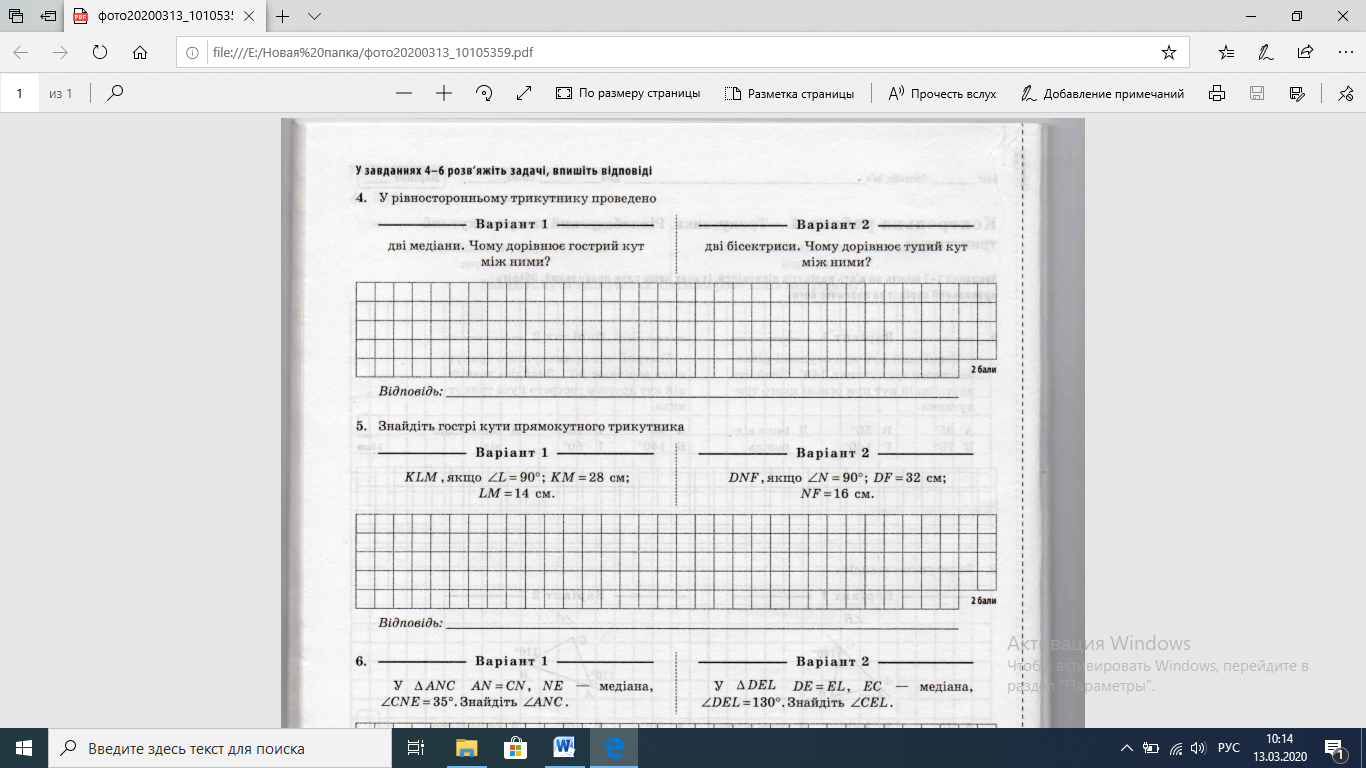 фото20200313_1010535
file:///E:/Новая%20папка/фото20200313_10105359.pdf
1 из 1
По размеру страницы
Разметка страницы
Прочесть вслух
Добавление примечаний
У завданнях 4–6 розв'яжіть задачі, впишіть відповіді
4. У рівносторонньому трикутнику проведено
Варіант 1
дві медіани. Чому дорівнює гострий кут
між ними?
Варіант 2
дві бісектриси. Чому дорівнює тупий кут
між ними?
2 бали
Відповідь:
5. Знайдіть гострі кути прямокутного трикутника
Варіант 1
KLM, якщо ∠L = 90°; KM = 28 см;
LM = 14 см.
Варіант 2
DNF, якщо ∠N = 90°; DF = 32 см;
NF = 16 см.
2 бали
Відповідь:
6.
Варіант 1
У ΔANC AN = CN, NE — медіана,
∠CNE = 35°. Знайдіть ∠ANC.
Варіант 2
У ΔDEL DE = EL, EC — медіана,
∠DEL = 130°. Знайдіть ∠CEL.
Активация Windows
Чтобы активировать Windows, перейдите в
раздел "Параметры".
Введите здесь текст для поиска
РУС
10:14
13.03.2020
1